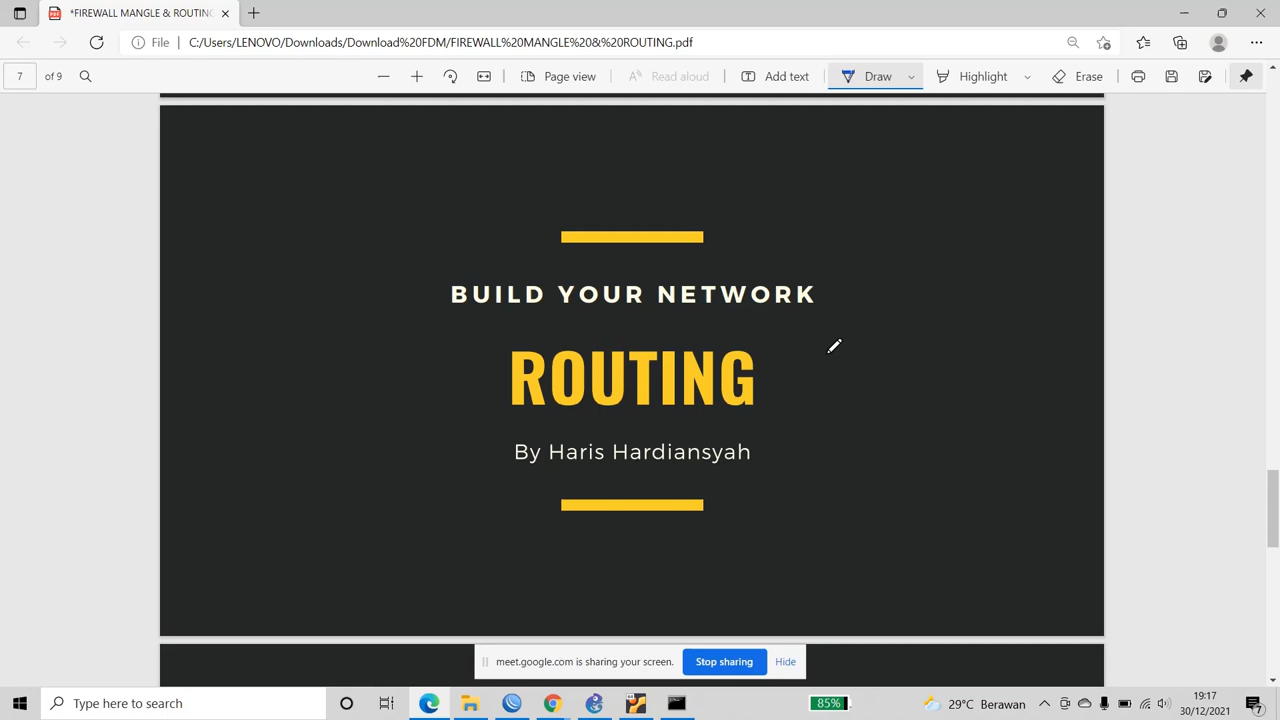 *FIREWALL MANGLE & ROUTING
File
C:/Users/LENOVO/Downloads/Download%20FDM/FIREWALL%20MANGLE%20&%20ROUTING.pdf
7 of 9
Page view
Read aloud
Add text
Draw
Highlight
Erase
BUILD YOUR NETWORK
ROUTING
By Haris Hardiansyah
meet.google.com is sharing your screen.
Stop sharing
Hide
Type here to search
85%
29°C Berawan
19:17
30/12/2021
7